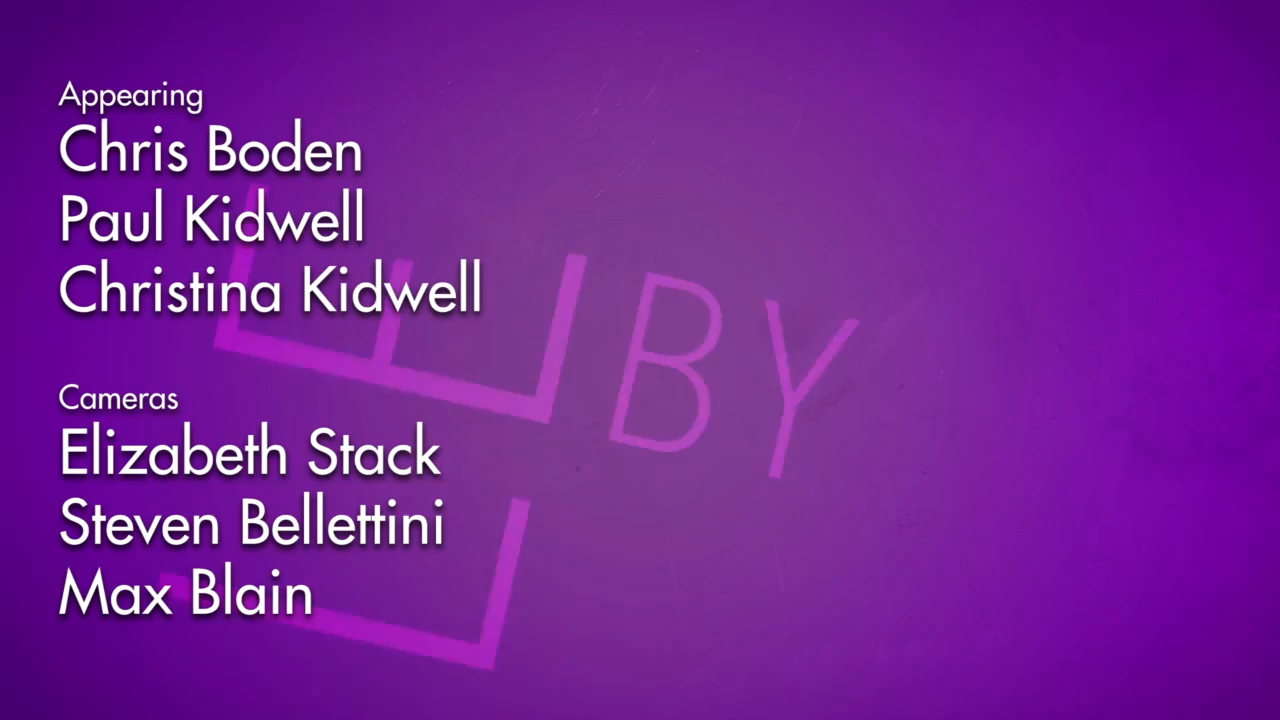 Appearing
Chris Boden
Paul Kidwell
Christina Kidwell
BY
Cameras
Elizabeth Stack
Steven Bellettini
Max Blain